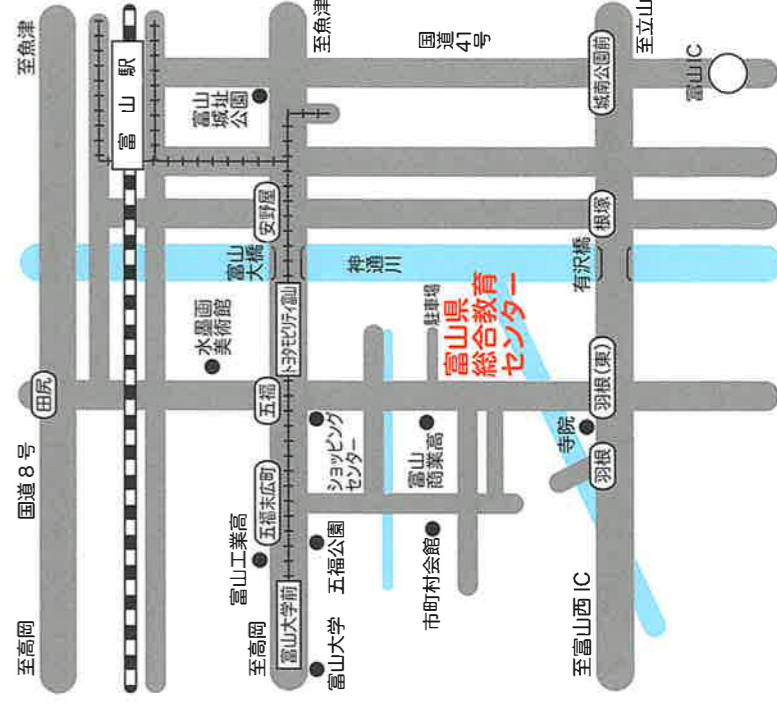 至魚津
国道 8 号
至高岡
田尻
富 山 駅
富山
城址
公園
水墨画
美術館
富山工業高
至魚津
安野屋
富山
大橋
トヨタモビリティ富山
五福
五福末広町
富山大学前
至高岡
ショッピング
センター
五福公園
富山大学
神通川
国道
41
号
駐車場
富山県
総合教育
センター
富山
商業高
市町村会館
至立山
城南公園前
根塚
有沢橋
羽根(東)
寺院
羽根
至富山西 IC
富山IC